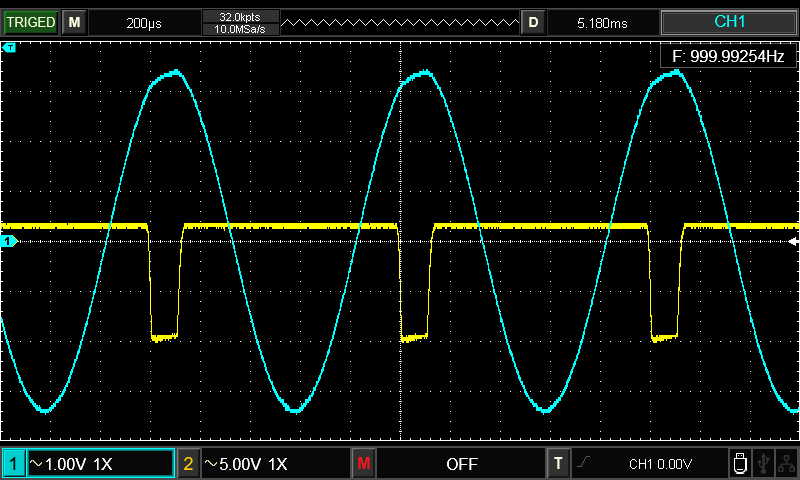 TRIGED M 200μs 32.0kpts D 5.180ms CH1
10.0MSa/s
T F: 999.99254Hz
1
1 ~1.00V 1X 2 ~5.00V 1X M OFF T CH1 0.00V